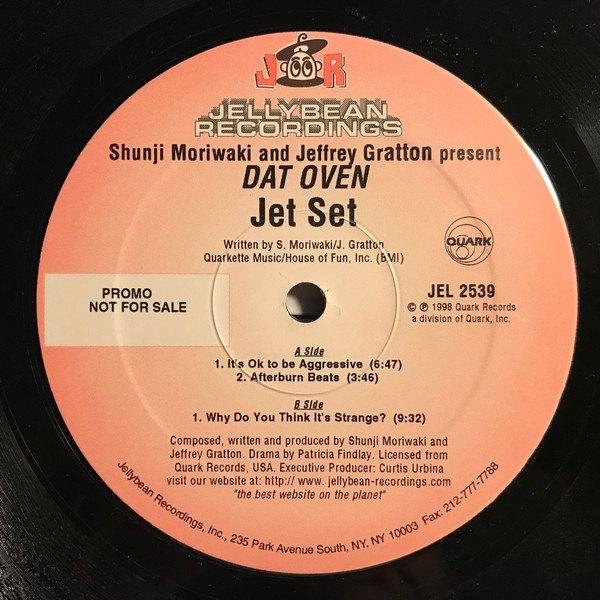 J R
JELLYBEAN
RECORDINGS
Shunji Moriwaki and Jeffrey Gratton present
DAT OVEN
Jet Set
Written by S. Moriwaki/J. Gratton
Quarkette Music/House of Fun, Inc. (BMI)
QUARK
PROMO
NOT FOR SALE
JEL 2539
© ℗ 1998 Quark Records
a division of Quark, Inc.
A Side
1. It's Ok to be Aggressive (6:47)
2. Afterburn Beats (3:46)
B Side
1. Why Do You Think It's Strange? (9:32)
Composed, written and produced by Shunji Moriwaki and
Jeffrey Gratton. Drama by Patricia Findlay. Licensed from
Quark Records, USA. Executive Producer: Curtis Urbina
visit our website at: http:// www. jellybean-recordings.com
"the best website on the planet"
Jellybean Recordings, Inc., 235 Park Avenue South, NY, NY 10003 Fax: 212-777-7788